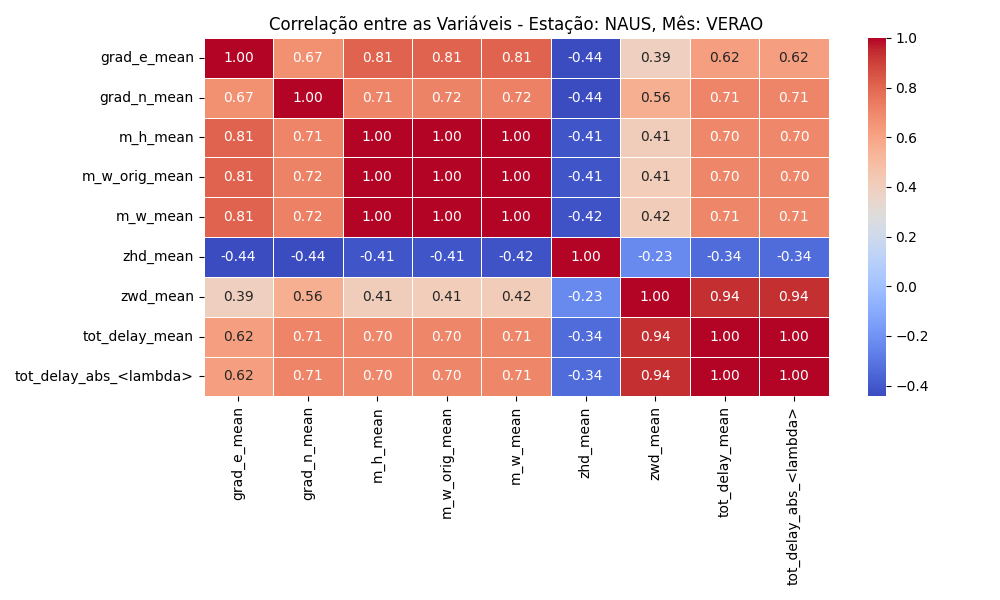 Correlação entre as Variáveis - Estação: NAUS, Mês: VERAO
grad_e_mean 1.00 0.67 0.81 0.81 0.81 -0.44 0.39 0.62 0.62
grad_n_mean 0.67 1.00 0.71 0.72 0.72 -0.44 0.56 0.71 0.71
m_h_mean 0.81 0.71 1.00 1.00 1.00 -0.41 0.41 0.70 0.70
m_w_orig_mean 0.81 0.72 1.00 1.00 1.00 -0.41 0.41 0.70 0.70
m_w_mean 0.81 0.72 1.00 1.00 1.00 -0.42 0.42 0.71 0.71
zhd_mean -0.44 -0.44 -0.41 -0.41 -0.42 1.00 -0.23 -0.34 -0.34
zwd_mean 0.39 0.56 0.41 0.41 0.42 -0.23 1.00 0.94 0.94
tot_delay_mean 0.62 0.71 0.70 0.70 0.71 -0.34 0.94 1.00 1.00
tot_delay_abs_<lambda> 0.62 0.71 0.70 0.70 0.71 -0.34 0.94 1.00 1.00
grad_e_mean
grad_n_mean
m_h_mean
m_w_orig_mean
m_w_mean
zhd_mean
zwd_mean
tot_delay_mean
tot_delay_abs_<lambda>
1.0
0.8
0.6
0.4
0.2
0.0
−0.2
−0.4